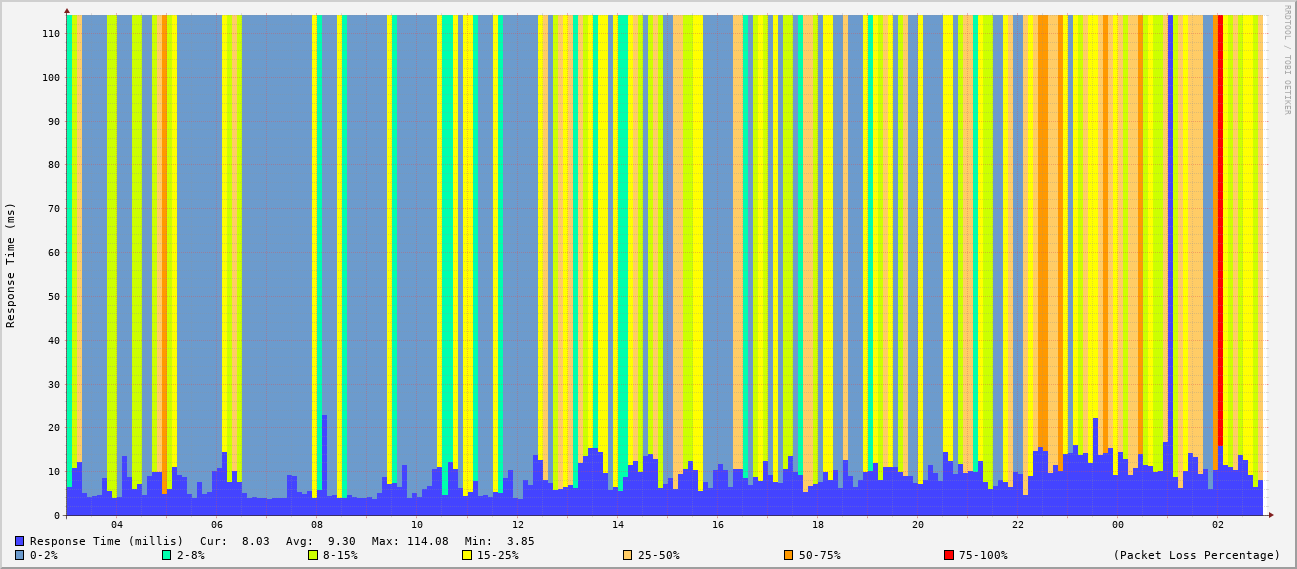 RRDTOOL / TOBI OETIKER
Response Time (ms)
110
100
90
80
70
60
50
40
30
20
10
0
04 06 08 10 12 14 16 18 20 22 00 02
Response Time (millis) Cur: 8.03 Avg: 9.30 Max: 114.08 Min: 3.85
0-2% 2-8% 8-15% 15-25% 25-50% 50-75% 75-100% (Packet Loss Percentage)